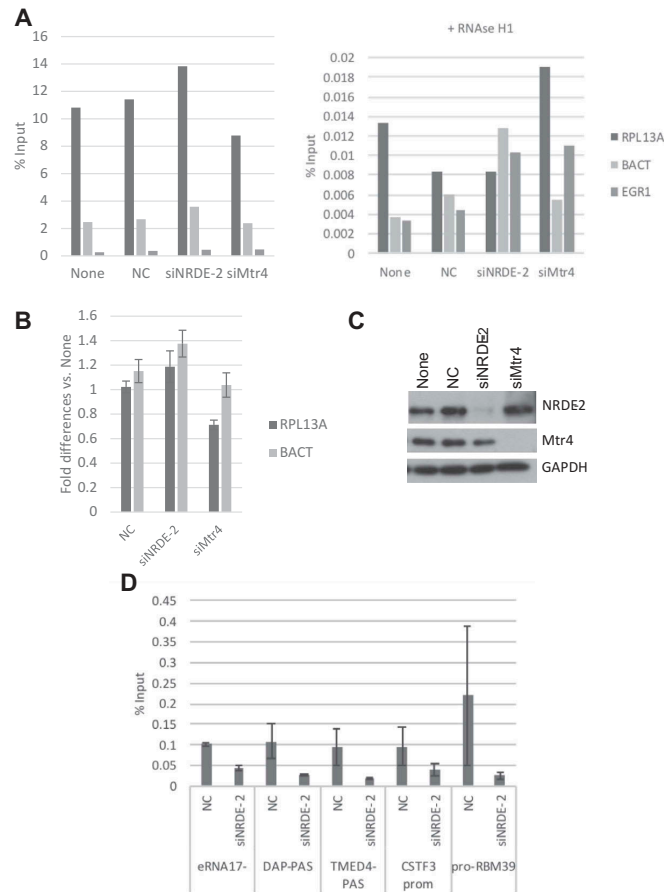 A
16
14
12
10
8
6
4
2
0
% Input
None NC siNRDE-2 siMtr4
+ RNAse H1
0.02
0.018
0.016
0.014
0.012
0.01
0.008
0.006
0.004
0.002
0
% Input
None NC siNRDE-2 siMtr4
RPL13A
BACT
EGR1
B
1.6
1.4
1.2
1
0.8
0.6
0.4
0.2
0
Fold differences vs. None
NC siNRDE-2 siMtr4
RPL13A
BACT
C
None NC siNRDE2 siMtr4
NRDE2
Mtr4
GAPDH
D
0.45
0.4
0.35
0.3
0.25
0.2
0.15
0.1
0.05
0
% Input
NC siNRDE-2 NC siNRDE-2 NC siNRDE-2 NC siNRDE-2 NC siNRDE-2
eRNA17- DAP-PAS TMED4- CSTF3 pro-RBM39
PAS prom